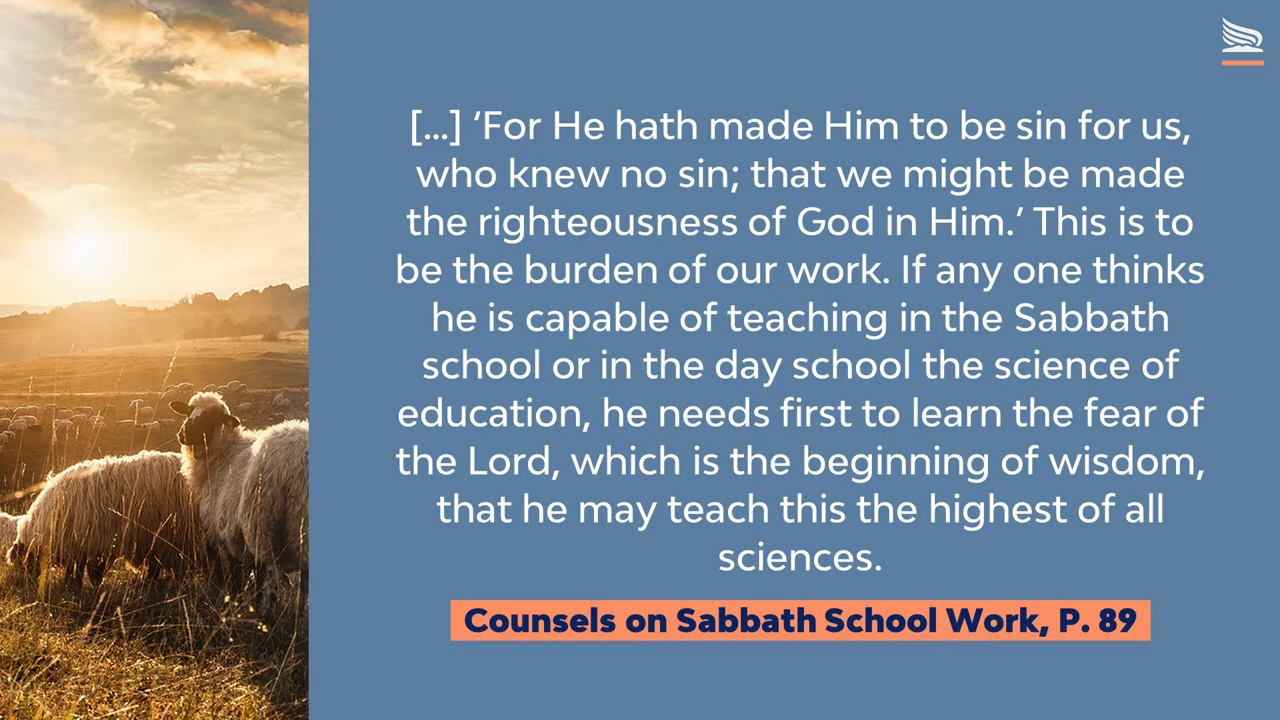 [...] ‘For He hath made Him to be sin for us,
who knew no sin; that we might be made
the righteousness of God in Him.’ This is to
be the burden of our work. If any one thinks
he is capable of teaching in the Sabbath
school or in the day school the science of
education, he needs first to learn the fear of
the Lord, which is the beginning of wisdom,
that he may teach this the highest of all
sciences.
Counsels on Sabbath School Work, P. 89